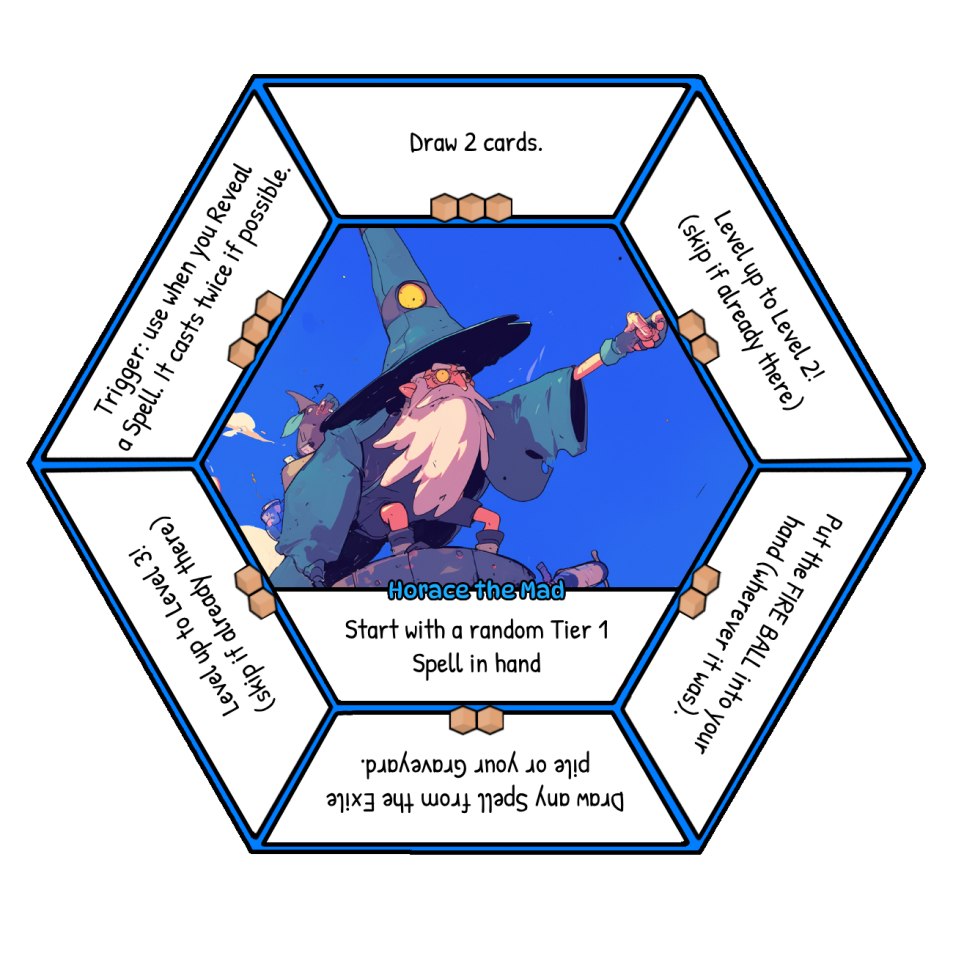 Draw 2 cards.
Level up to Level 2!
(skip if already there)
Put the FIRE BALL into your
hand (wherever it was).
Draw any Spell from the Exile
pile or your Graveyard.
Level up to Level 3!
(skip if already there)
Trigger: use when you Reveal
a Spell. It casts twice if possible.
Horace the Mad
Start with a random Tier 1
Spell in hand